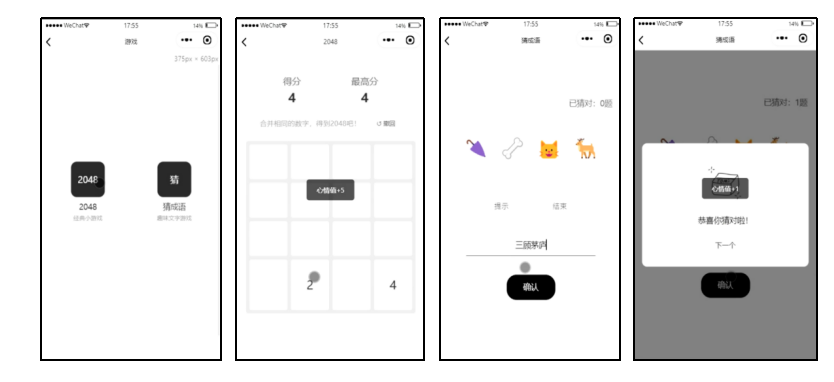 ●●●●● WeChat 17:55 14%
游戏
375px × 603px
2048
猜
2048
猜成语
经典小游戏
趣味文字游戏
●●●●● WeChat 17:55 14%
2048
得分
最高分
4
4
合并相同的数字，得到2048吧！
↺ 撤回
心情值+5
2
4
●●●●● WeChat 17:55 14%
猜成语
已猜对：0题
提示
结束
三顾茅庐
确认
●●●●● WeChat 17:55 14%
猜成语
已猜对：1题
心情值+1
恭喜你猜对啦！
下一个
确认